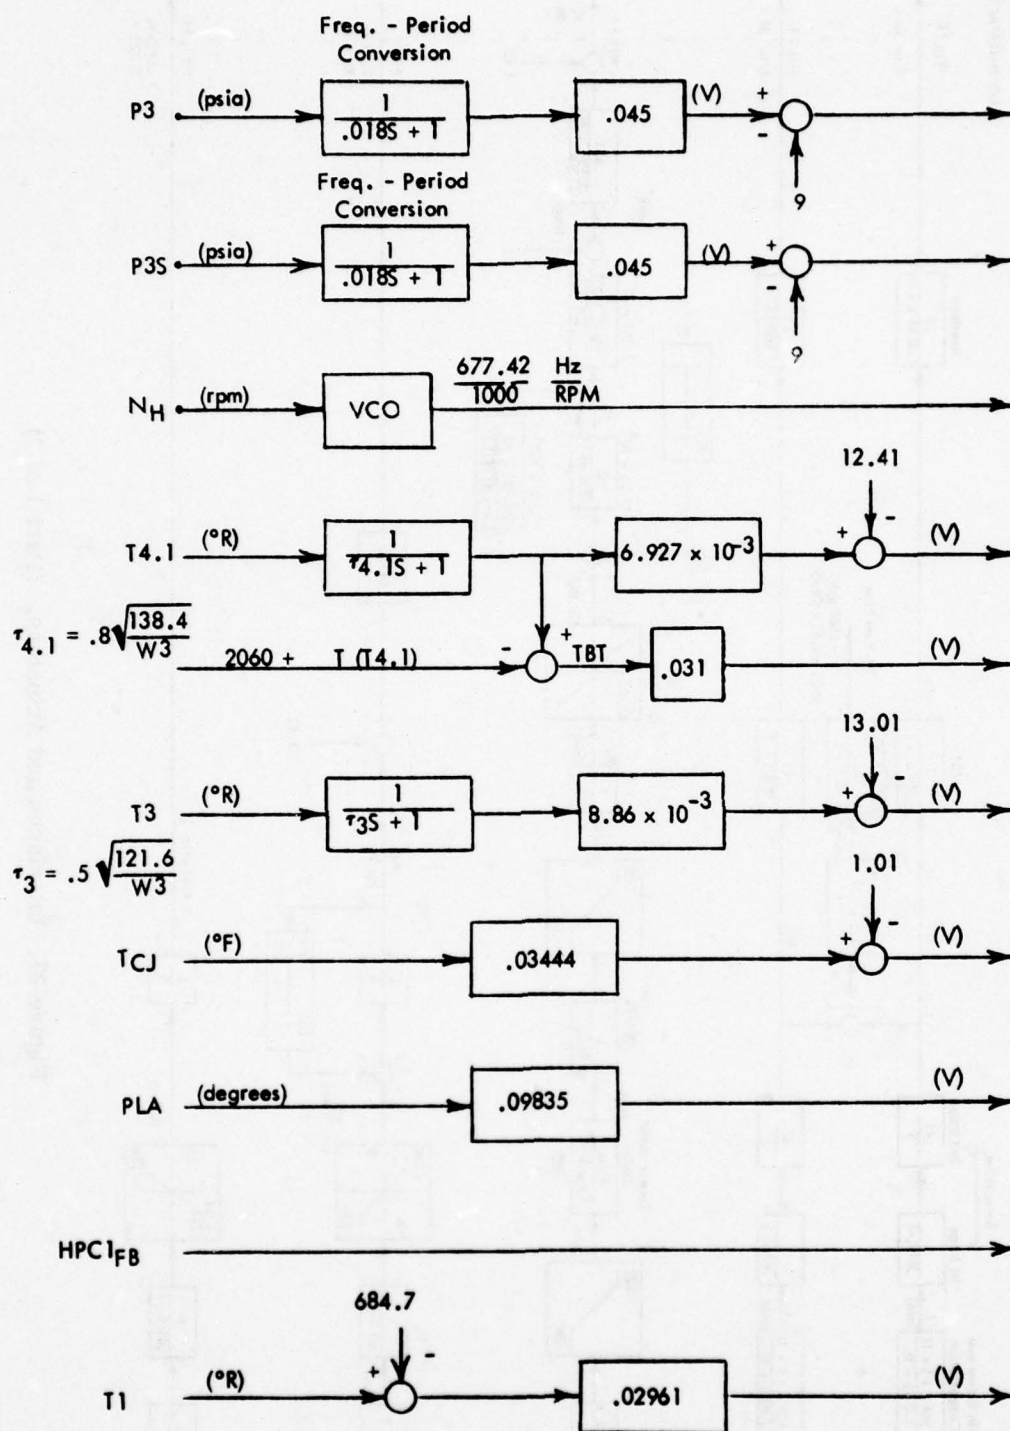 Freq. - Period
Conversion
P3 (psia) 1 .045 (V) + -
.018S + 1
9
Freq. - Period
Conversion
P3S (psia) 1 .045 (V) + -
.018S + 1
9
NH (rpm) VCO 677.42 Hz
1000 RPM
12.41
T4.1 (°R) 1 6.927 x 10-3 + - (V)
τ4.1S + 1
τ4.1 = .8√138.4
W3
2060 + T (T4.1) - + TBT .031 (V)
13.01
T3 (°R) 1 8.86 x 10-3 + - (V)
τ3S + 1
τ3 = .5 √121.6
W3
1.01
TCJ (°F) .03444 + - (V)
PLA (degrees) .09835 (V)
HPC1FB
684.7
T1 (°R) + - .02961 (V)